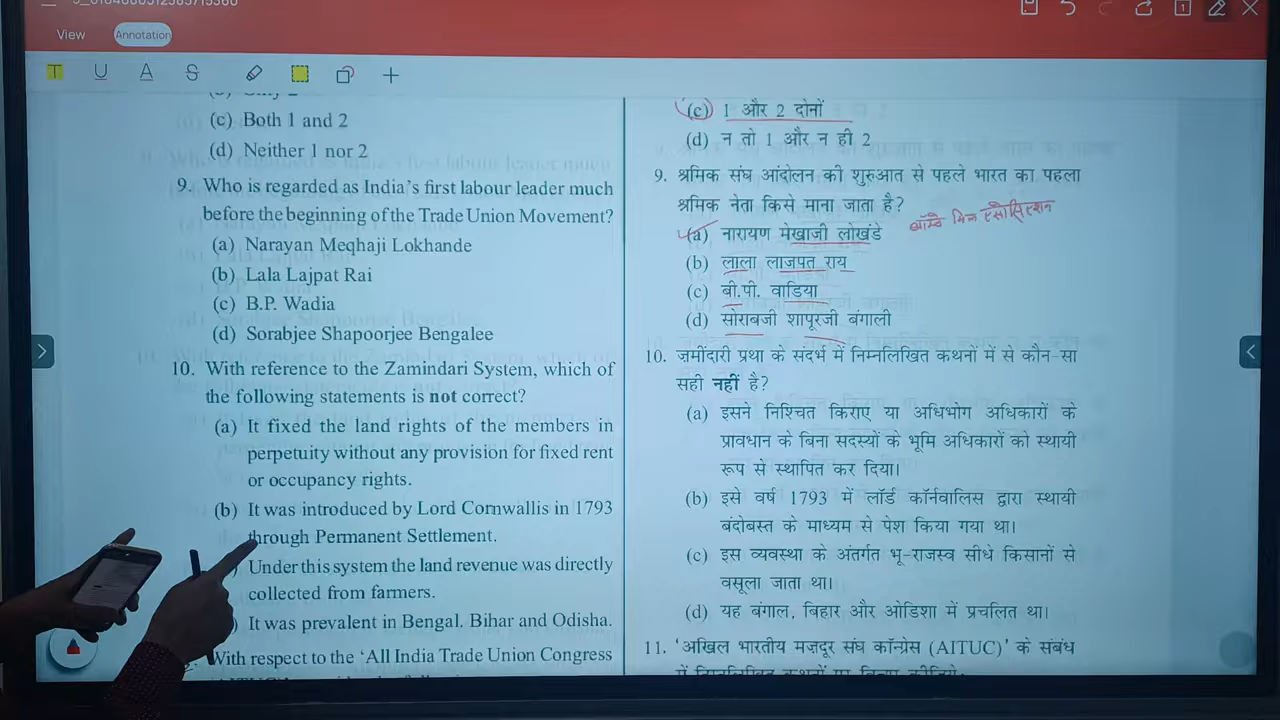 View
Annotation
(c) Both 1 and 2
(d) Neither 1 nor 2
9. Who is regarded as India's first labour leader much
before the beginning of the Trade Union Movement?
(a) Narayan Meqhaji Lokhande
(b) Lala Lajpat Rai
(c) B.P. Wadia
(d) Sorabjee Shapoorjee Bengalee
10. With reference to the Zamindari System, which of
the following statements is not correct?
(a) It fixed the land rights of the members in
perpetuity without any provision for fixed rent
or occupancy rights.
(b) It was introduced by Lord Cornwallis in 1793
through Permanent Settlement.
Under this system the land revenue was directly
collected from farmers.
It was prevalent in Bengal. Bihar and Odisha.
With respect to the 'All India Trade Union Congress
(c) 1 और 2 दोनों
(d) न तो 1 और न ही 2
9. श्रमिक संघ आंदोलन की शुरुआत से पहले भारत का पहला
श्रमिक नेता किसे माना जाता है?
बॉम्बे मिल एसोसिएशन
(a) नारायण मेखाजी लोखंडे
(b) लाला लाजपत राय
(c) बी.पी. वाडिया
(d) सोराबजी शापूरजी बंगाली
10. ज़मींदारी प्रथा के संदर्भ में निम्नलिखित कथनों में से कौन-सा
सही नहीं है?
(a) इसने निश्चित किराए या अधिभोग अधिकारों के
प्रावधान के बिना सदस्यों के भूमि अधिकारों को स्थायी
रूप से स्थापित कर दिया।
(b) इसे वर्ष 1793 में लॉर्ड कॉर्नवालिस द्वारा स्थायी
बंदोबस्त के माध्यम से पेश किया गया था।
(c) इस व्यवस्था के अंतर्गत भू-राजस्व सीधे किसानों से
वसूला जाता था।
(d) यह बंगाल, बिहार और ओडिशा में प्रचलित था।
11. 'अखिल भारतीय मज़दूर संघ कॉन्ग्रेस (AITUC)' के संबंध